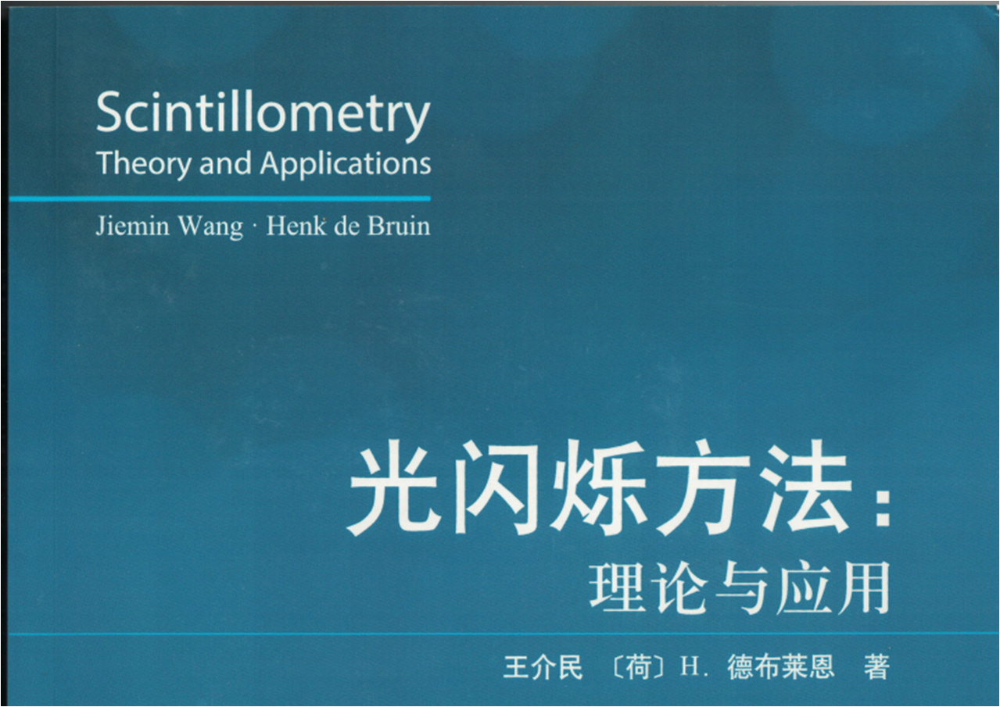 Scintillometry
Theory and Applications
Jiemin Wang · Henk de Bruin
光闪烁方法：
理论与应用
王介民 〔荷〕H. 德布莱恩 著